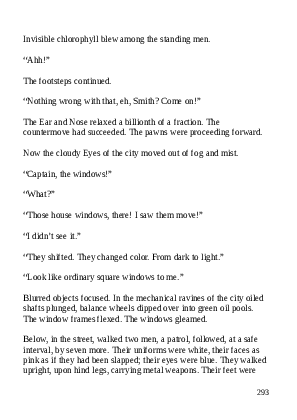 Invisible chlorophyll blew among the standing men.
“Ahh!”
The footsteps continued.
“Nothing wrong with that, eh, Smith? Come on!”
The Ear and Nose relaxed a billionth of a fraction. The
countermove had succeeded. The pawns were proceeding forward.
Now the cloudy Eyes of the city moved out of fog and mist.
“Captain, the windows!”
“What?”
“Those house windows, there! I saw them move!”
“I didn’t see it.”
“They shifted. They changed color. From dark to light.”
“Look like ordinary square windows to me.”
Blurred objects focused. In the mechanical ravines of the city oiled
shafts plunged, balance wheels dipped over into green oil pools.
The window frames flexed. The windows gleamed.
Below, in the street, walked two men, a patrol, followed, at a safe
interval, by seven more. Their uniforms were white, their faces as
pink as if they had been slapped; their eyes were blue. They walked
upright, upon hind legs, carrying metal weapons. Their feet were
293